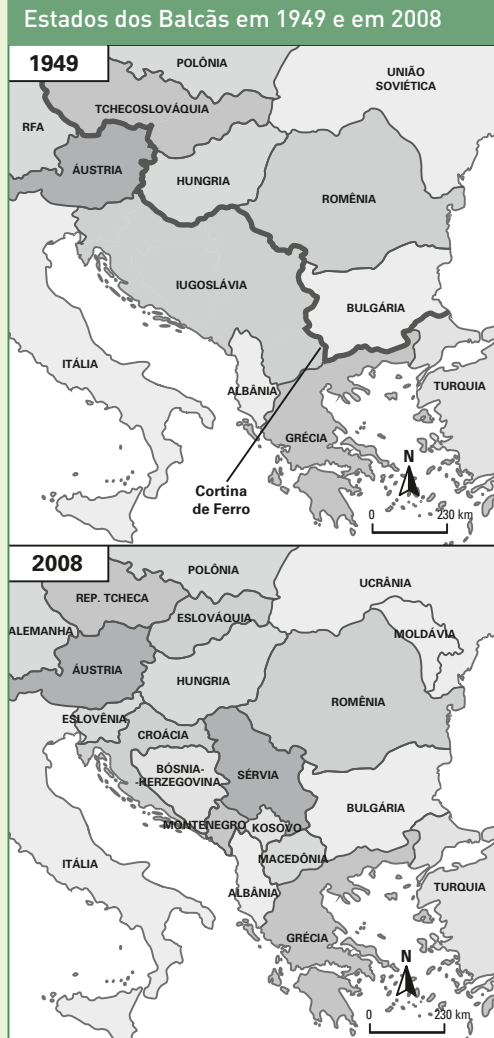 Estados dos Balcãs em 1949 e em 2008
1949
POLÔNIA
UNIÃO
SOVIÉTICA
TCHECOSLOVÁQUIA
RFA
ÁUSTRIA
HUNGRIA
ROMÊNIA
IUGOSLÁVIA
BULGÁRIA
ITÁLIA
ALBÂNIA
TURQUIA
GRÉCIA
Cortina
de Ferro
N
0 230 km
2008
POLÔNIA
UCRÂNIA
REP. TCHECA
ESLOVÁQUIA
ALEMANHA
MOLDÁVIA
ÁUSTRIA
HUNGRIA
ROMÊNIA
ESLOVÊNIA
CROÁCIA
BÓSNIA-
-HERZEGOVINA
SÉRVIA
BULGÁRIA
MONTENEGRO
KOSOVO
MACEDÔNIA
ITÁLIA
ALBÂNIA
TURQUIA
GRÉCIA
N
0 230 km